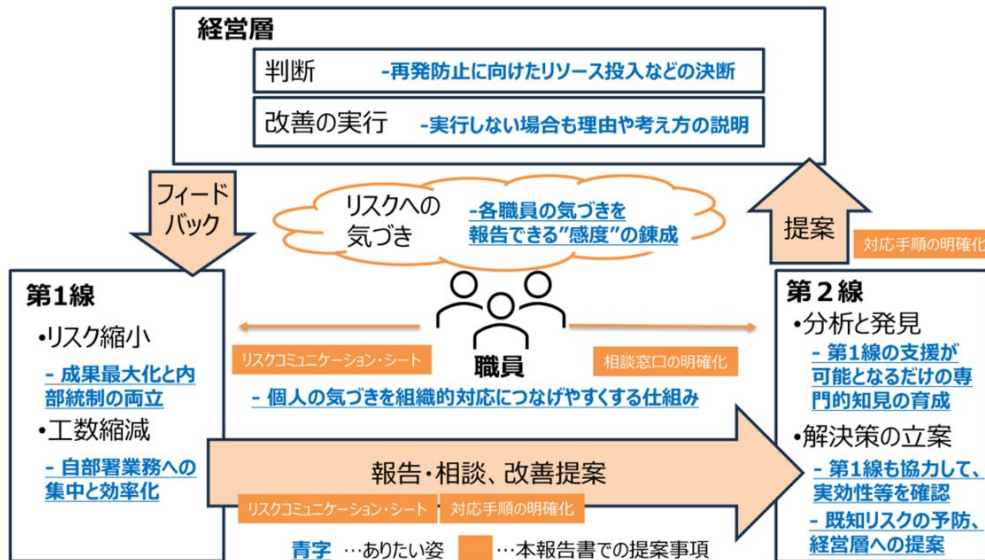 経営層
判断 -再発防止に向けたリソース投入などの決断
改善の実行 -実行しない場合も理由や考え方の説明
フィード
バック
リスクへの
気づき
-各職員の気づきを
報告できる”感度”の錬成
提案
対応手順の明確化
第1線
・リスク縮小
- 成果最大化と内
部統制の両立
・工数縮減
- 自部署業務への
集中と効率化
リスクコミュニケーション・シート
職員
相談窓口の明確化
- 個人の気づきを組織的対応につなげやすくする仕組み
第２線
・分析と発見
- 第1線の支援が
可能となるだけの専
門的知見の育成
・解決策の立案
- 第1線も協力して、
実効性等を確認
- 既知リスクの予防、
経営層への提案
報告・相談、改善提案
リスクコミュニケーション・シート 対応手順の明確化
青字 …ありたい姿 …本報告書での提案事項